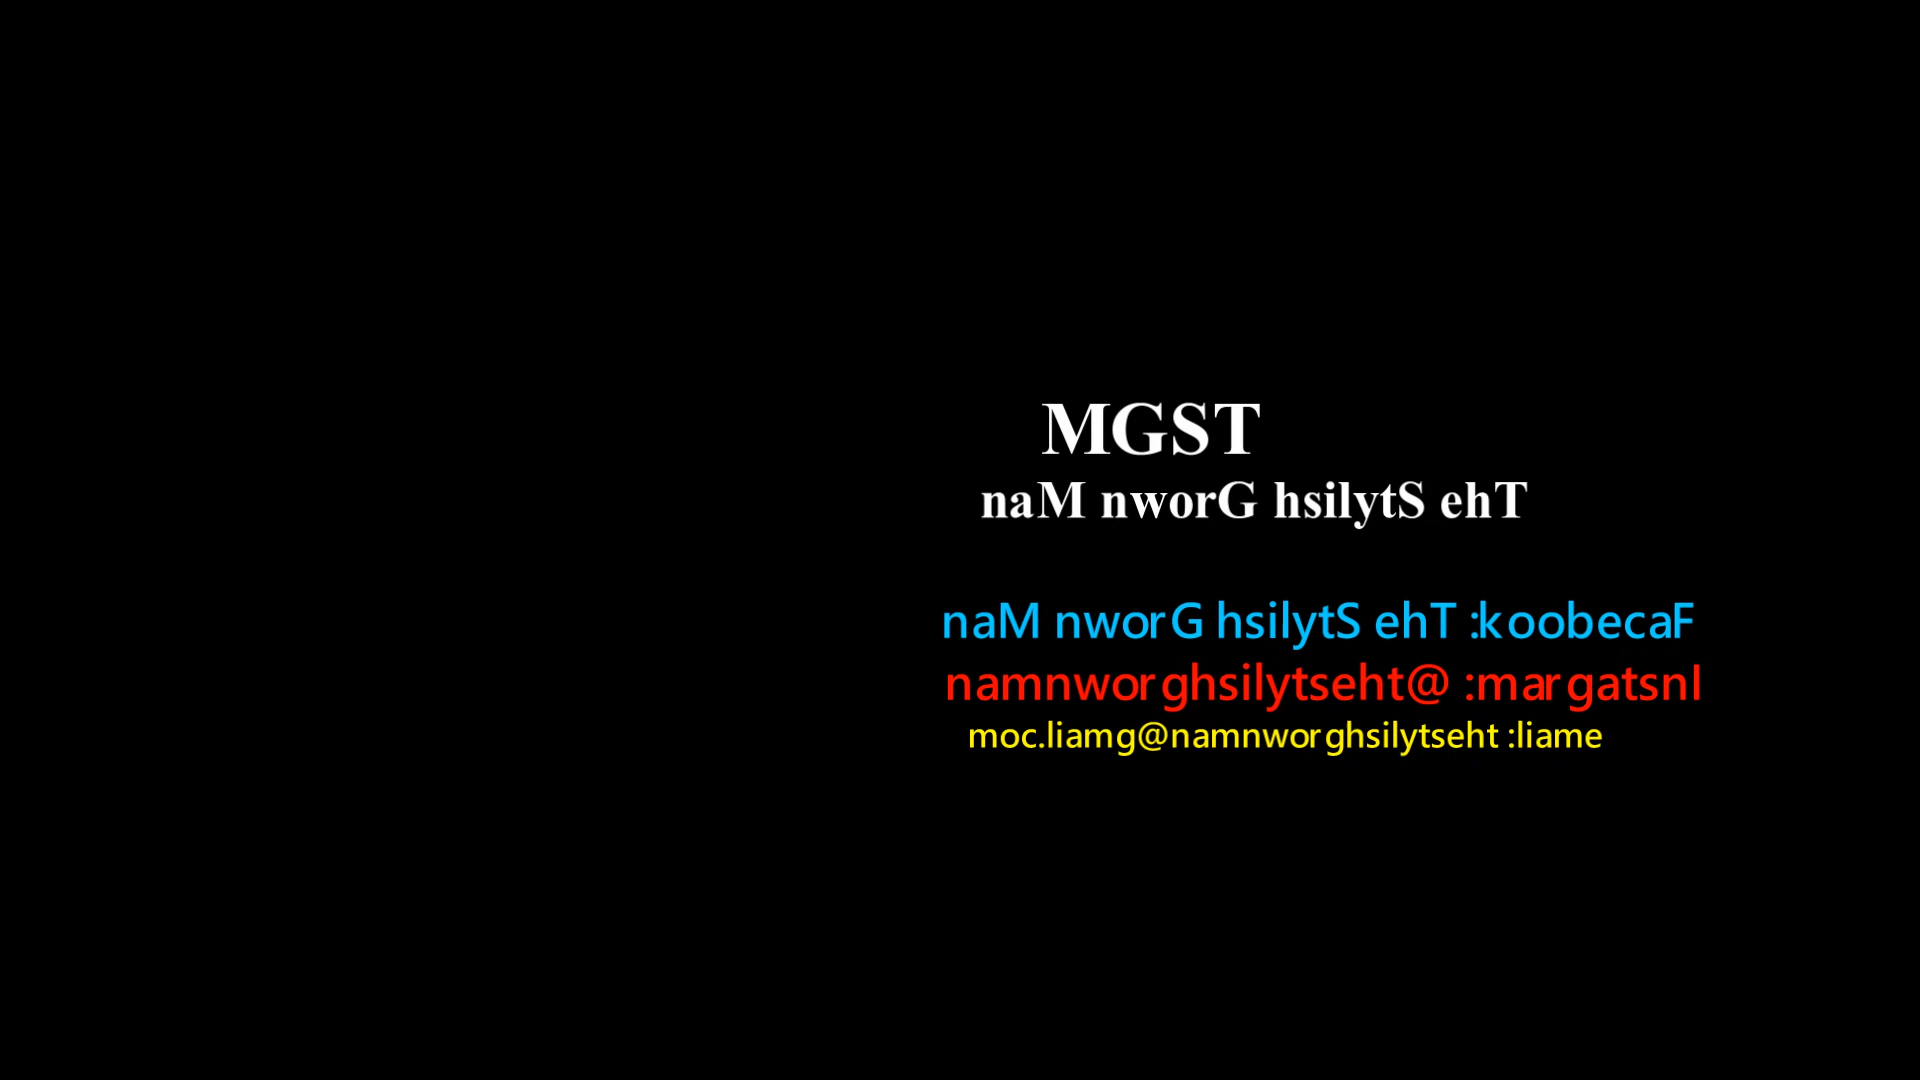 MGST
naM nworG hsilytS ehT
naM nworG hsilytS ehT :koobecaF
namnworghsilytseht@ :margatsnI
moc.liamg@namnworghsilytseht :liame